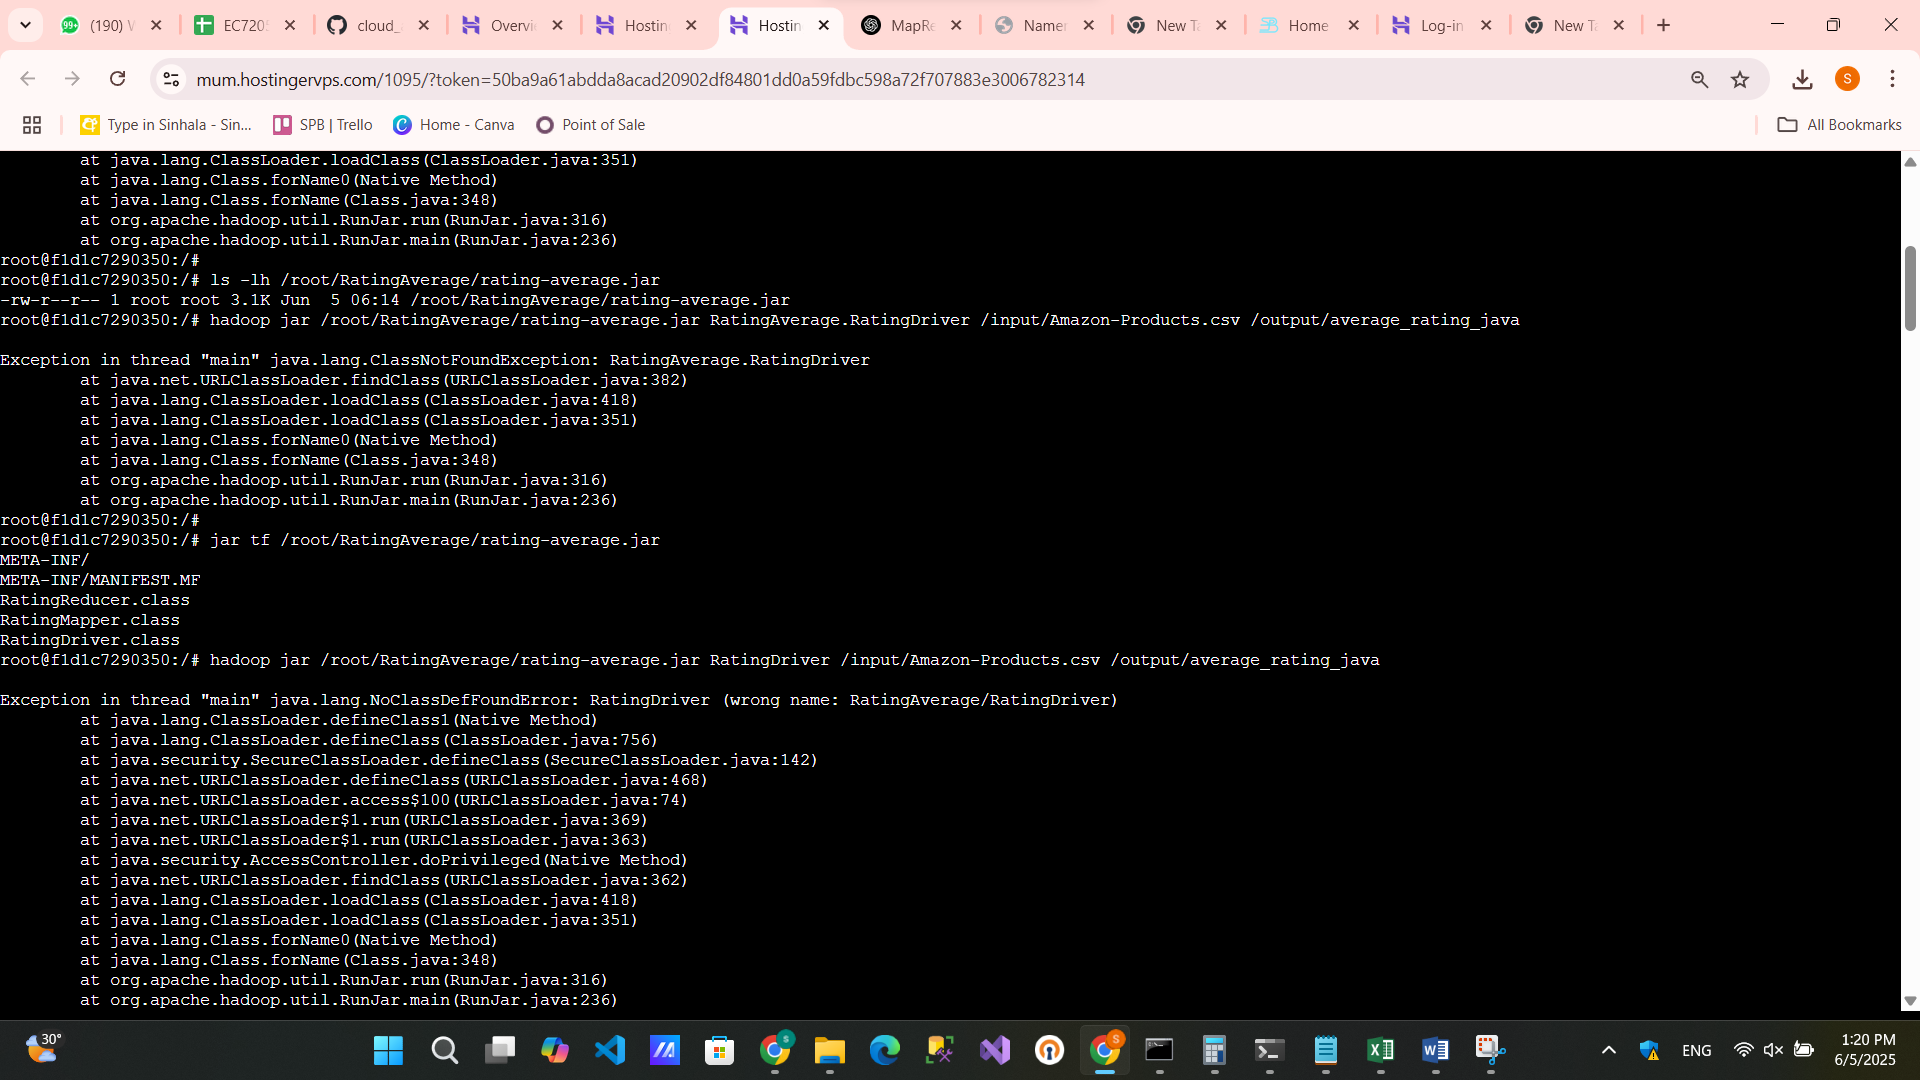 (190) W
EC7205
cloud_
Overvi
Hostin
Hostin
MapRe
Namen
New Ta
Home
Log-in
New Ta
mum.hostingervps.com/1095/?token=50ba9a61abdda8acad20902df84801dd0a59fdbc598a72f707883e3006782314
S
Type in Sinhala - Sin...
SPB | Trello
Home - Canva
Point of Sale
All Bookmarks
at java.lang.ClassLoader.loadClass(ClassLoader.java:351)
at java.lang.Class.forName0(Native Method)
at java.lang.Class.forName(Class.java:348)
at org.apache.hadoop.util.RunJar.run(RunJar.java:316)
at org.apache.hadoop.util.RunJar.main(RunJar.java:236)
root@f1d1c7290350:/#
root@f1d1c7290350:/# ls -lh /root/RatingAverage/rating-average.jar
-rw-r--r-- 1 root root 3.1K Jun  5 06:14 /root/RatingAverage/rating-average.jar
root@f1d1c7290350:/# hadoop jar /root/RatingAverage/rating-average.jar RatingAverage.RatingDriver /input/Amazon-Products.csv /output/average_rating_java
Exception in thread "main" java.lang.ClassNotFoundException: RatingAverage.RatingDriver
at java.net.URLClassLoader.findClass(URLClassLoader.java:382)
at java.lang.ClassLoader.loadClass(ClassLoader.java:418)
at java.lang.ClassLoader.loadClass(ClassLoader.java:351)
at java.lang.Class.forName0(Native Method)
at java.lang.Class.forName(Class.java:348)
at org.apache.hadoop.util.RunJar.run(RunJar.java:316)
at org.apache.hadoop.util.RunJar.main(RunJar.java:236)
root@f1d1c7290350:/#
root@f1d1c7290350:/# jar tf /root/RatingAverage/rating-average.jar
META-INF/
META-INF/MANIFEST.MF
RatingReducer.class
RatingMapper.class
RatingDriver.class
root@f1d1c7290350:/# hadoop jar /root/RatingAverage/rating-average.jar RatingDriver /input/Amazon-Products.csv /output/average_rating_java
Exception in thread "main" java.lang.NoClassDefFoundError: RatingDriver (wrong name: RatingAverage/RatingDriver)
at java.lang.ClassLoader.defineClass1(Native Method)
at java.lang.ClassLoader.defineClass(ClassLoader.java:756)
at java.security.SecureClassLoader.defineClass(SecureClassLoader.java:142)
at java.net.URLClassLoader.defineClass(URLClassLoader.java:468)
at java.net.URLClassLoader.access$100(URLClassLoader.java:74)
at java.net.URLClassLoader$1.run(URLClassLoader.java:369)
at java.net.URLClassLoader$1.run(URLClassLoader.java:363)
at java.security.AccessController.doPrivileged(Native Method)
at java.net.URLClassLoader.findClass(URLClassLoader.java:362)
at java.lang.ClassLoader.loadClass(ClassLoader.java:418)
at java.lang.ClassLoader.loadClass(ClassLoader.java:351)
at java.lang.Class.forName0(Native Method)
at java.lang.Class.forName(Class.java:348)
at org.apache.hadoop.util.RunJar.run(RunJar.java:316)
at org.apache.hadoop.util.RunJar.main(RunJar.java:236)
30°
ENG
1:20 PM
6/5/2025